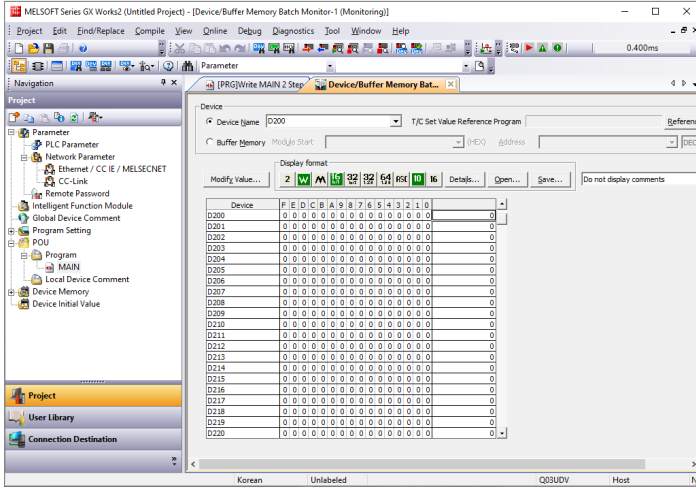 MELSOFT Series GX Works2 (Untitled Project) - [Device/Buffer Memory Batch Monitor-1 (Monitoring)]
Project Edit Find/Replace Compile View Online Debug Diagnostics Tool Window Help
0.400ms
Parameter
Navigation
[PRG]Write MAIN 2 Step
Device/Buffer Memory Bat...
Project
Parameter
PLC Parameter
Network Parameter
Ethernet / CC IE / MELSECNET
CC-Link
Remote Password
Intelligent Function Module
Global Device Comment
Program Setting
POU
Program
MAIN
Local Device Comment
Device Memory
Device Initial Value
Project
User Library
Connection Destination
Device
Device Name D200 T/C Set Value Reference Program
Buffer Memory Module Start (HEX) Address DEC
Display format
Modify Value... 2 W M 16 bit 32 bit 32 1.23 64 1.23 ASC 10 16 Details... Open... Save... Do not display comments
Device F E D C B A 9 8 7 6 5 4 3 2 1 0
D200 0 0 0 0 0 0 0 0 0 0 0 0 0 0 0 0 0
D201 0 0 0 0 0 0 0 0 0 0 0 0 0 0 0 0 0
D202 0 0 0 0 0 0 0 0 0 0 0 0 0 0 0 0 0
D203 0 0 0 0 0 0 0 0 0 0 0 0 0 0 0 0 0
D204 0 0 0 0 0 0 0 0 0 0 0 0 0 0 0 0 0
D205 0 0 0 0 0 0 0 0 0 0 0 0 0 0 0 0 0
D206 0 0 0 0 0 0 0 0 0 0 0 0 0 0 0 0 0
D207 0 0 0 0 0 0 0 0 0 0 0 0 0 0 0 0 0
D208 0 0 0 0 0 0 0 0 0 0 0 0 0 0 0 0 0
D209 0 0 0 0 0 0 0 0 0 0 0 0 0 0 0 0 0
D210 0 0 0 0 0 0 0 0 0 0 0 0 0 0 0 0 0
D211 0 0 0 0 0 0 0 0 0 0 0 0 0 0 0 0 0
D212 0 0 0 0 0 0 0 0 0 0 0 0 0 0 0 0 0
D213 0 0 0 0 0 0 0 0 0 0 0 0 0 0 0 0 0
D214 0 0 0 0 0 0 0 0 0 0 0 0 0 0 0 0 0
D215 0 0 0 0 0 0 0 0 0 0 0 0 0 0 0 0 0
D216 0 0 0 0 0 0 0 0 0 0 0 0 0 0 0 0 0
D217 0 0 0 0 0 0 0 0 0 0 0 0 0 0 0 0 0
D218 0 0 0 0 0 0 0 0 0 0 0 0 0 0 0 0 0
D219 0 0 0 0 0 0 0 0 0 0 0 0 0 0 0 0 0
D220 0 0 0 0 0 0 0 0 0 0 0 0 0 0 0 0 0
Korean Unlabeled Q03UDV Host